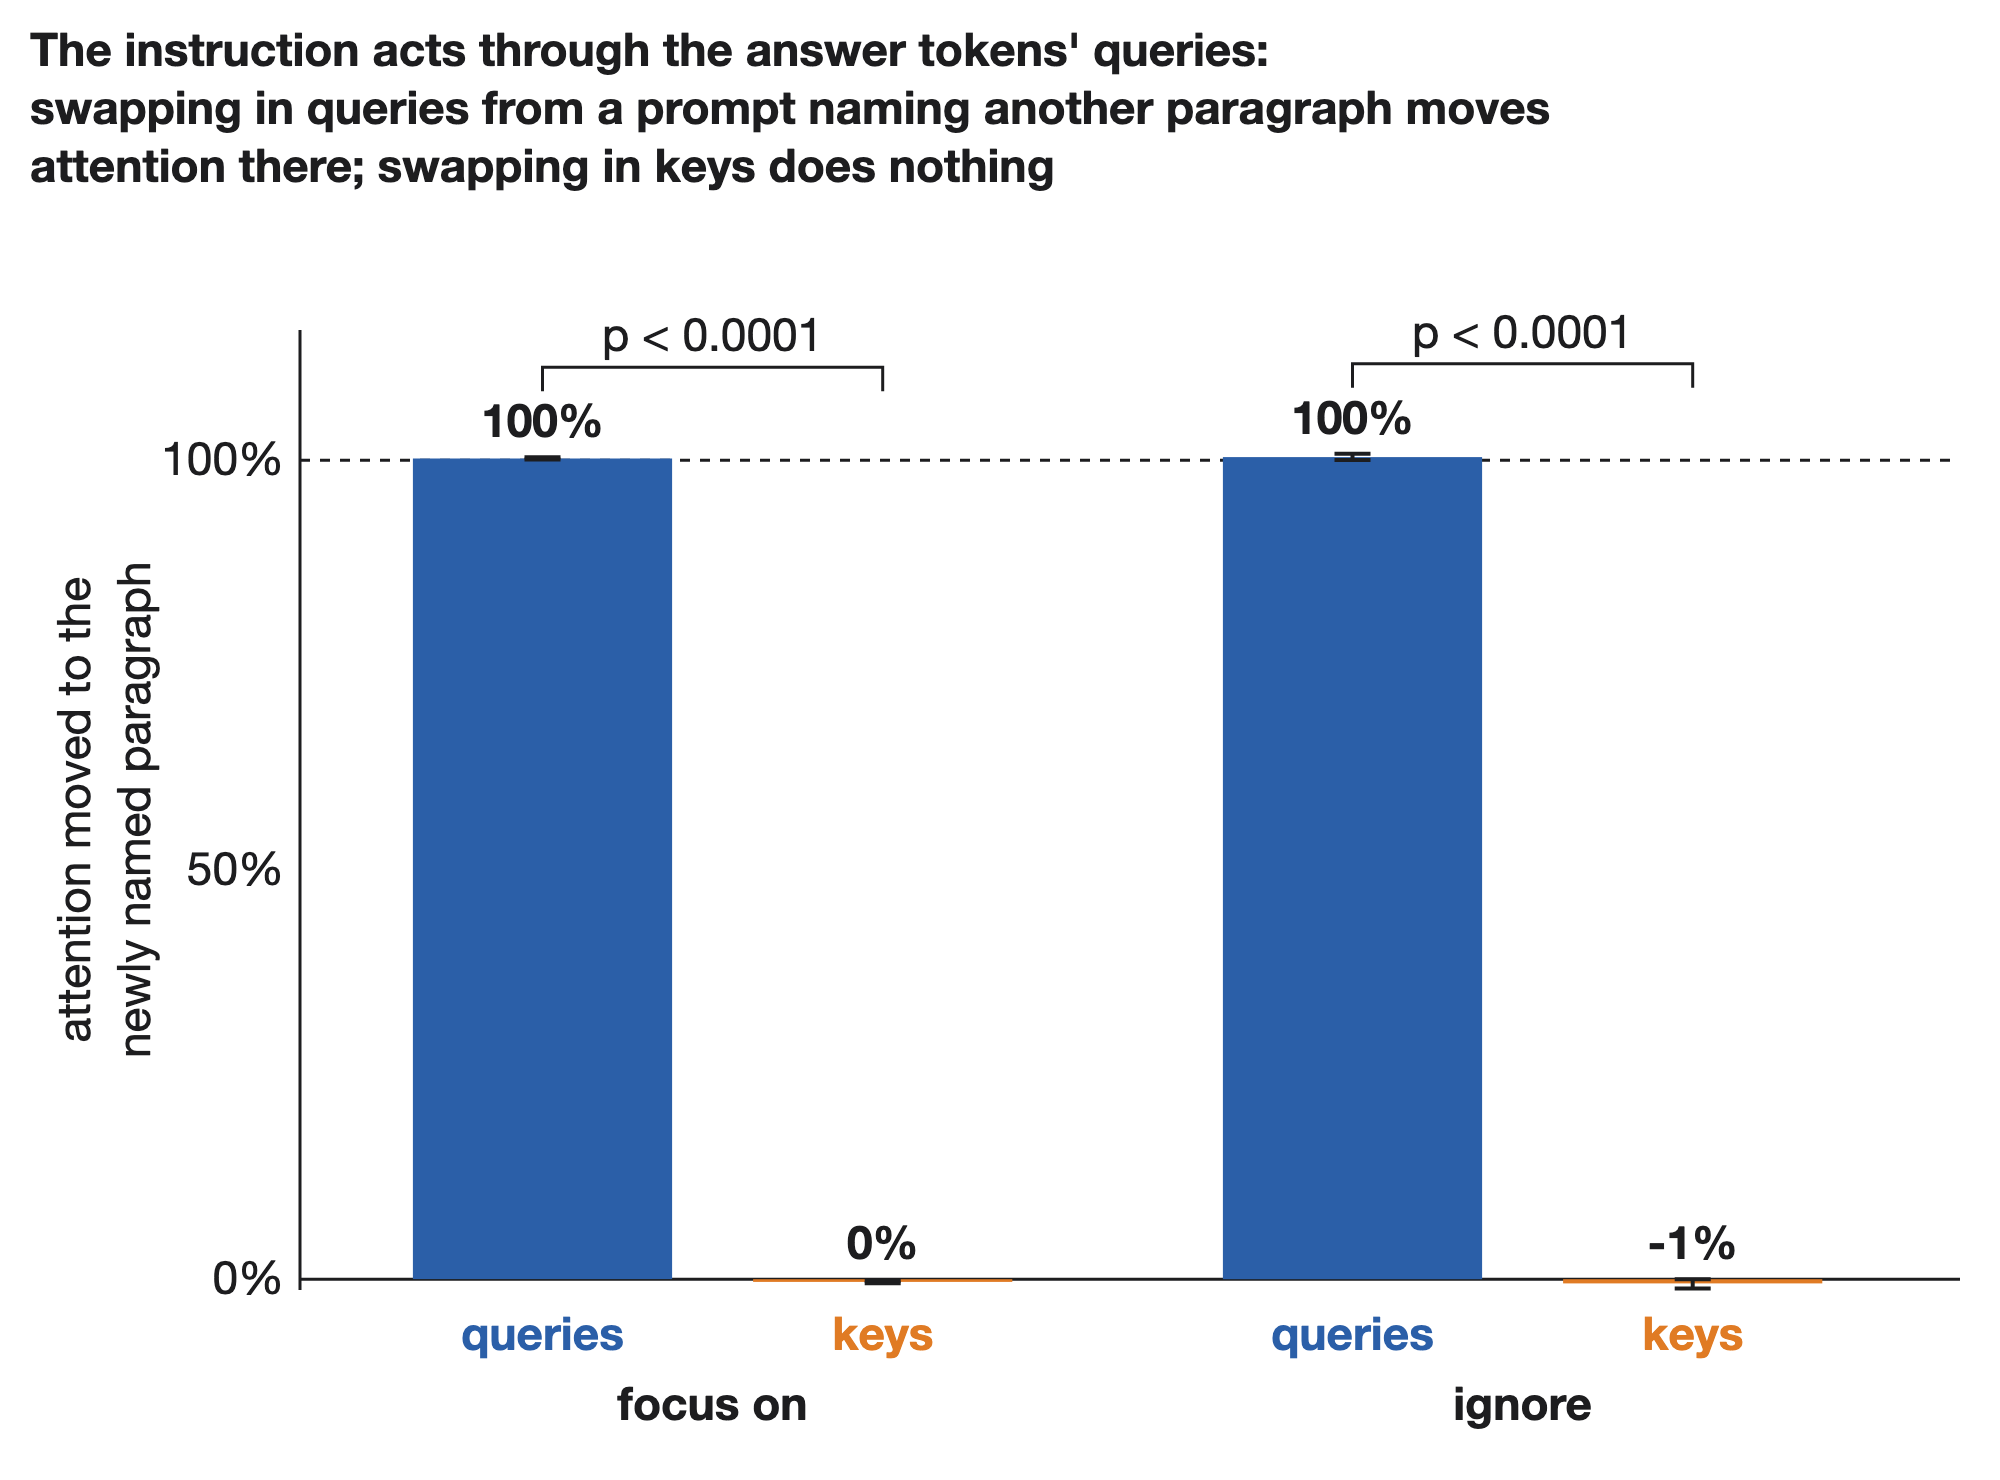 The instruction acts through the answer tokens' queries:
swapping in queries from a prompt naming another paragraph moves
attention there; swapping in keys does nothing
p < 0.0001
p < 0.0001
100%
100%
100%
50%
0%
attention moved to the
newly named paragraph
0%
-1%
queries
keys
queries
keys
focus on
ignore